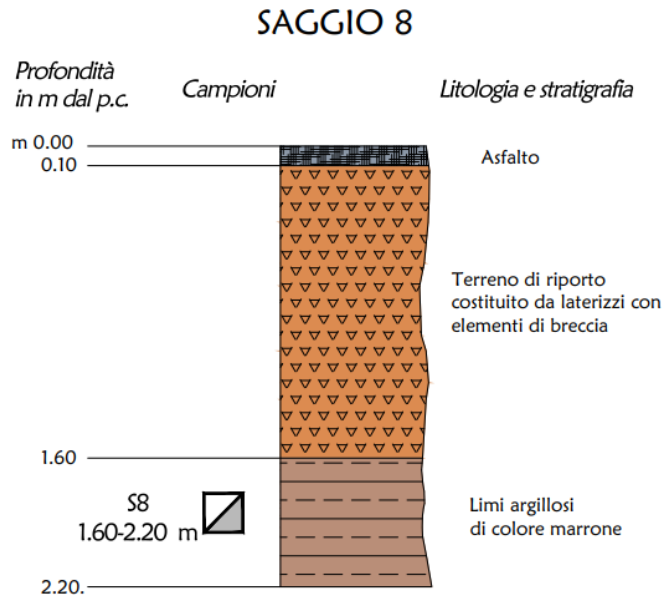 SAGGIO 8
Profondità
in m dal p.c.
Campioni
Litologia e stratigrafia
m 0.00
0.10
Asfalto
Terreno di riporto
costituito da laterizzi con
elementi di breccia
1.60
S8
1.60-2.20 m
Limi argillosi
di colore marrone
2.20.